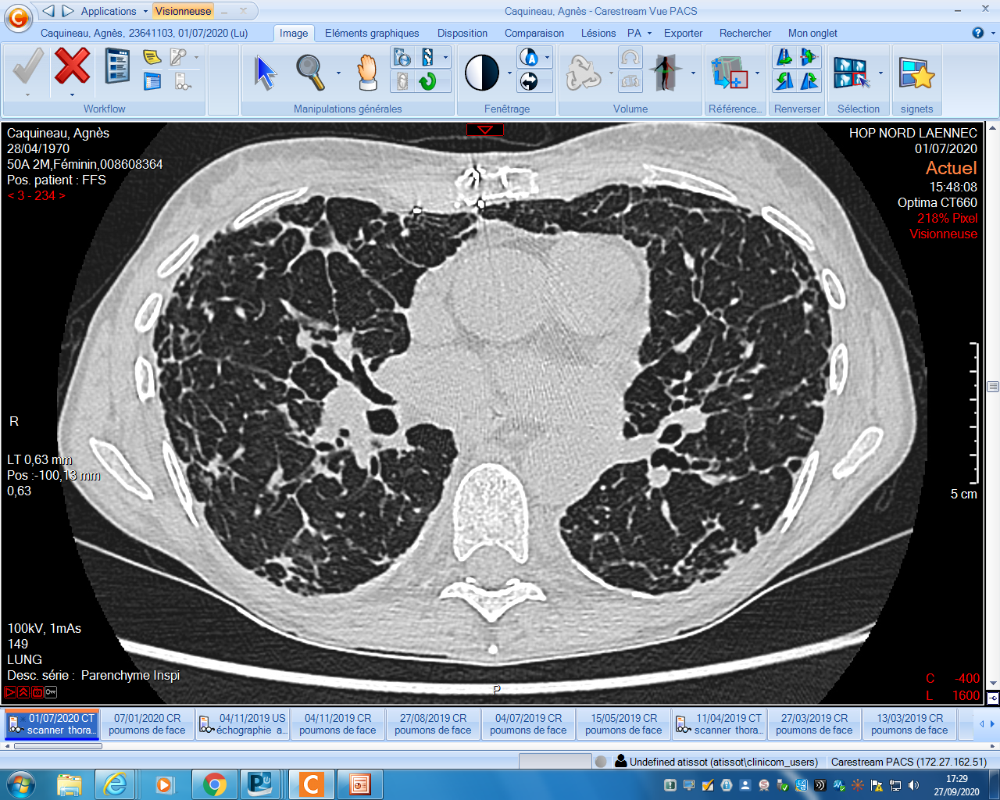 Applications
Visionneuse
Caquineau, Agnès - Carestream Vue PACS
Caquineau, Agnès, 23641103, 01/07/2020 (Lu)
Image
Eléments graphiques
Disposition
Comparaison
Lésions
PA
Exporter
Rechercher
Mon onglet
Workflow
Manipulations générales
Fenêtrage
Volume
Référence...
Renverser
Sélection
signets
Caquineau, Agnès
28/04/1970
50A 2M,Féminin,008608364
Pos. patient : FFS
< 3 - 234 >
HOP NORD LAENNEC
01/07/2020
Actuel
15:48:08
Optima CT660
218% Pixel
Visionneuse
R
LT 0,63 mm
Pos :-100,13 mm
0,63
5 cm
100kV, 1mAs
149
LUNG
Desc. série : Parenchyme Inspi
P
C -400
L 1600
01/07/2020 CT
scanner thora...
07/01/2020 CR
poumons de face
04/11/2019 US
échographie a...
04/11/2019 CR
poumons de face
27/08/2019 CR
poumons de face
04/07/2019 CR
poumons de face
15/05/2019 CR
poumons de face
11/04/2019 CT
scanner thora...
27/03/2019 CR
poumons de face
13/03/2019 CR
poumons de face
Undefined atissot (atissot\clinicom_users)
Carestream PACS (172.27.162.51)
17:29
27/09/2020